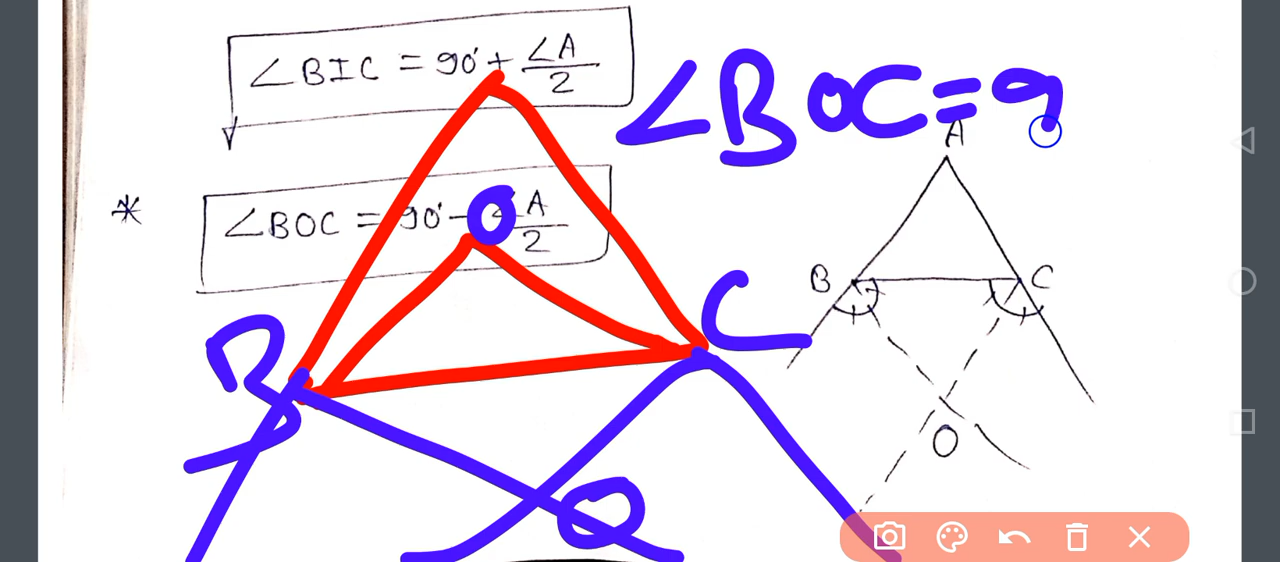 ∠BIC = 90° + ∠A/2
∠BOC = 9
A
* ∠BOC = 90° - ∠A/2
O
B C
B C
O
O